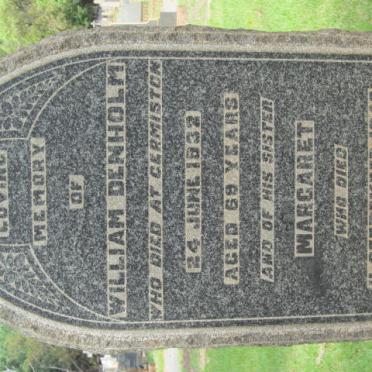 MEMORY
OF
WILLIAM DENHOLM
WHO DIED AT GERMISTON
24 JUNE 1932
AGED 69 YEARS
AND OF HIS SISTER
MARGARET
WHO DIED